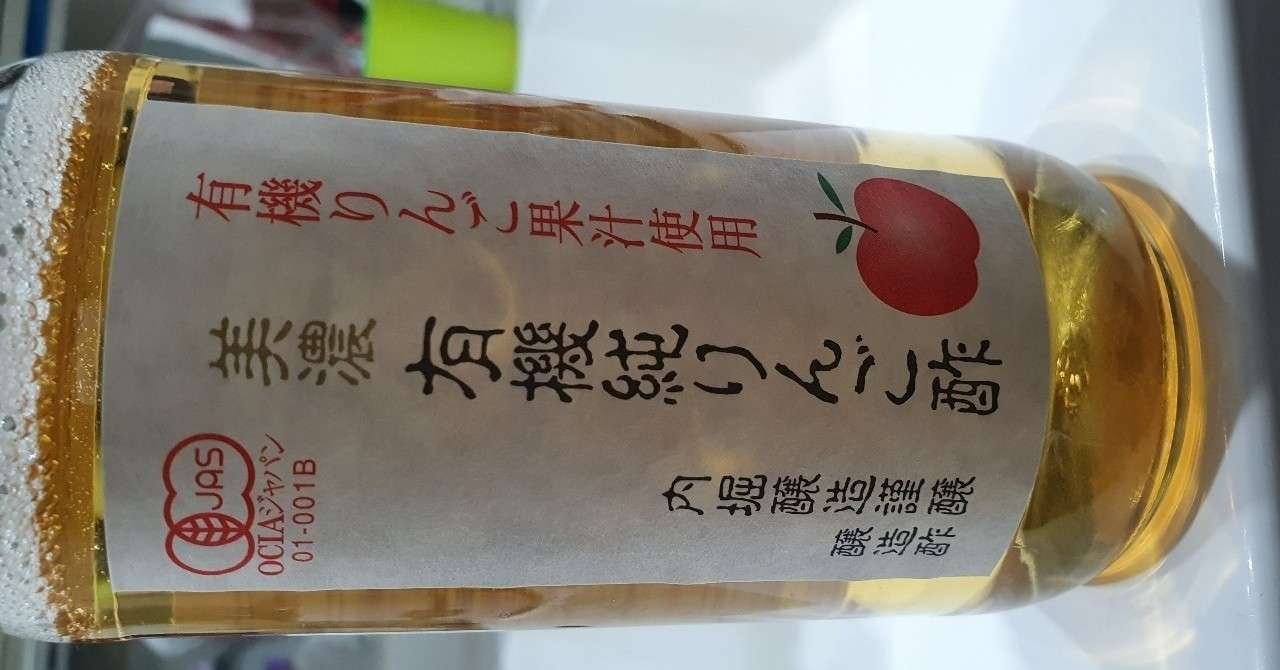 有機りんご果汁使用
美濃
有機純りんご酢
内堀醸造謹醸
醸造酢
JAS
OCIAジャパン
01-001B